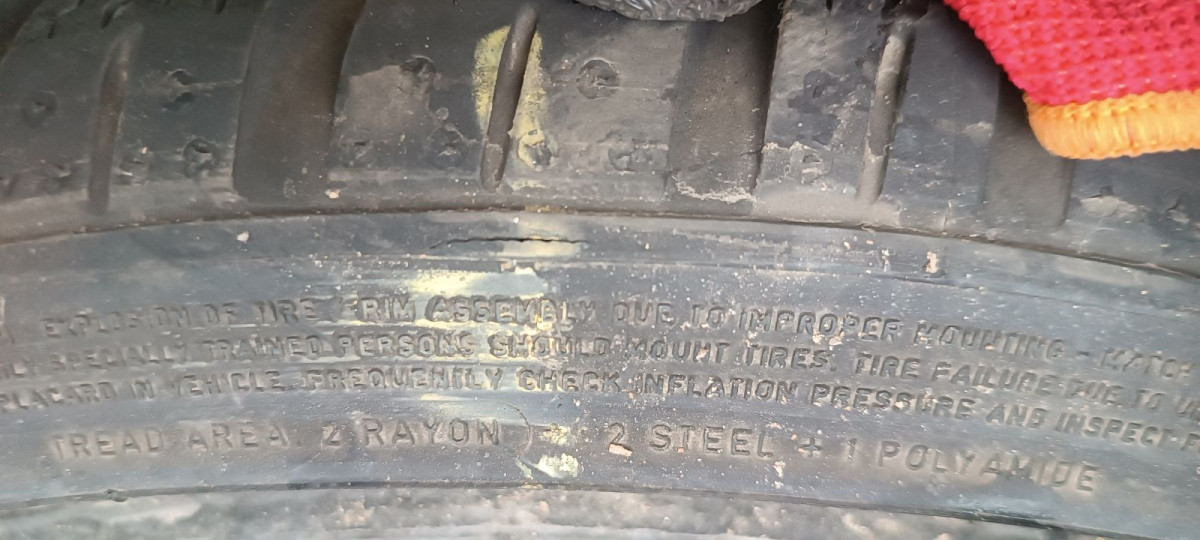 EXPLOSION OF TIRE / RIM ASSEMBLY DUE TO IMPROPER MOUNTING - MATCH
SPECIALLY TRAINED PERSONS SHOULD MOUNT TIRES. TIRE FAILURE DUE TO
PLACARD IN VEHICLE. FREQUENTLY CHECK INFLATION PRESSURE AND INSPECT F
TREAD AREA: 2 RAYON + 2 STEEL + 1 POLYAMIDE